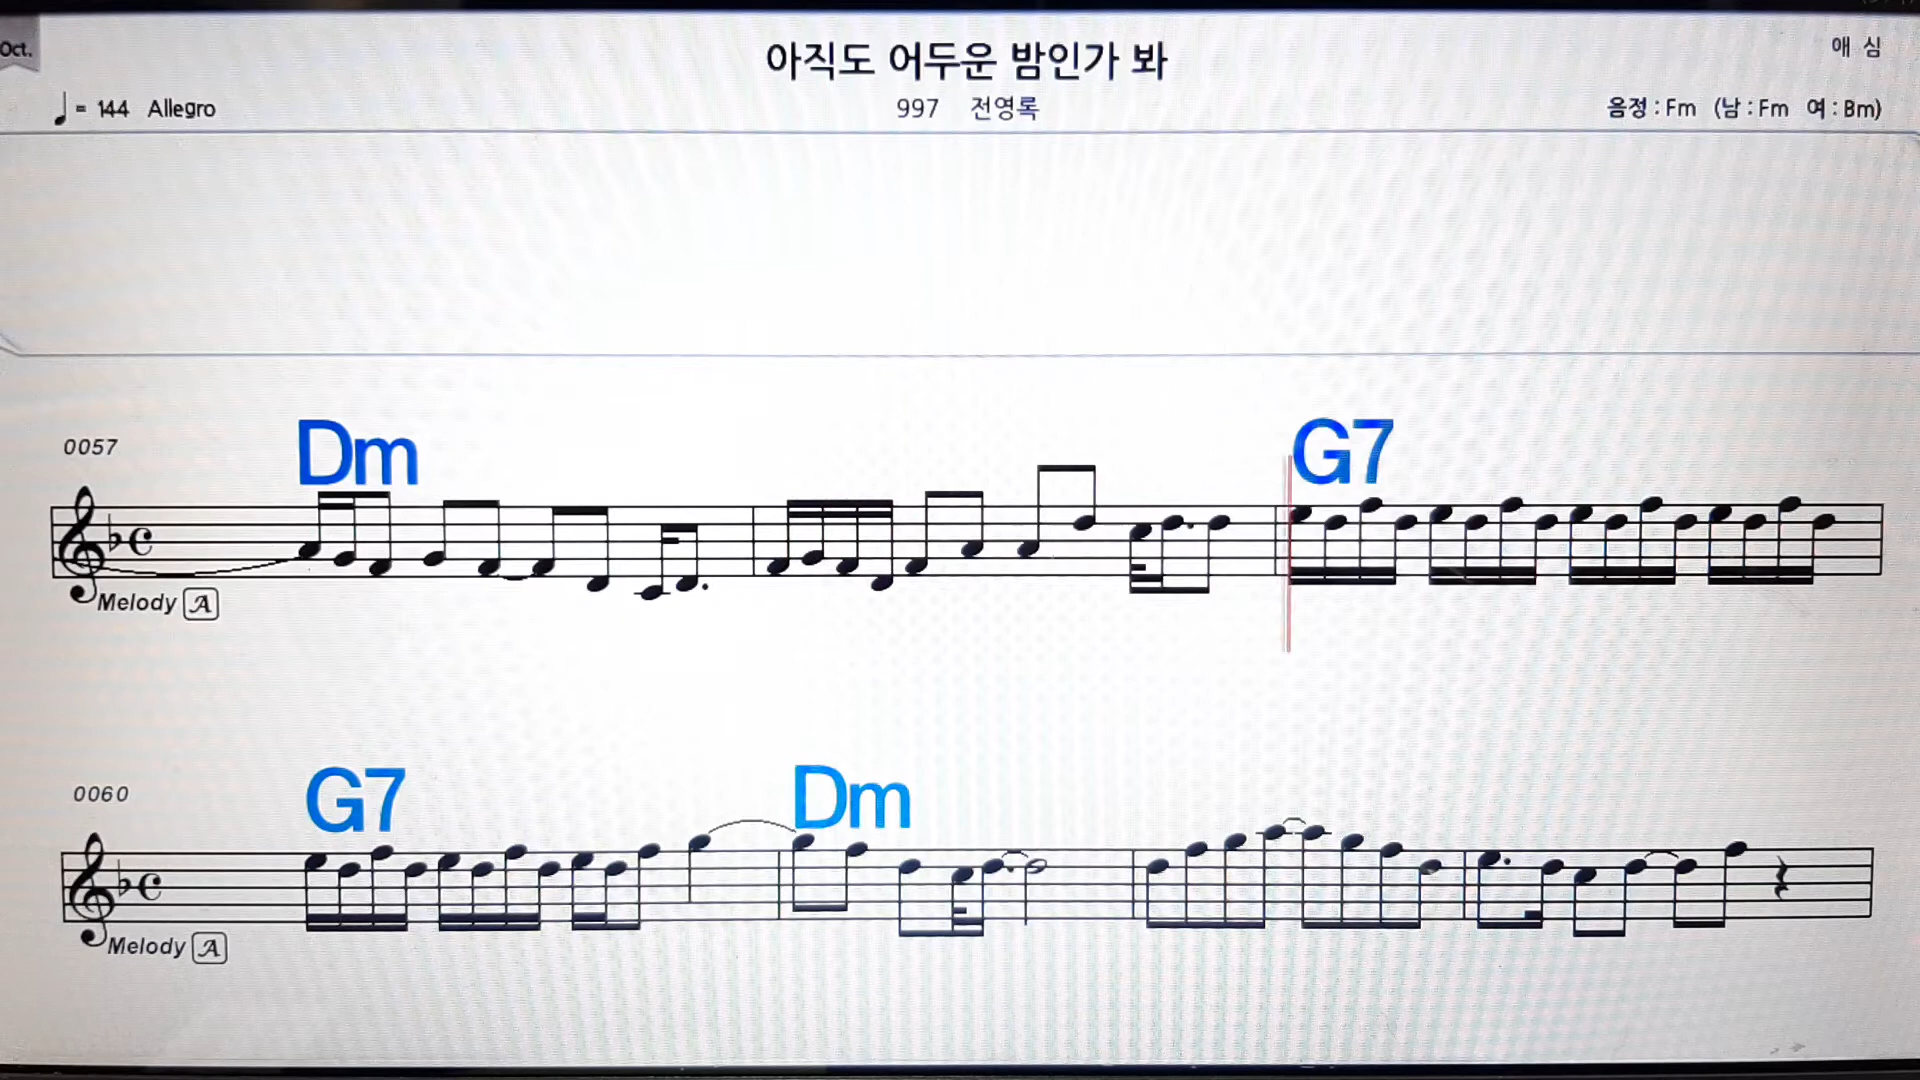 Oct.
아직도 어두운 밤인가 봐
애 심
♩ = 144 Allegro
997 전영록
음정 : Fm (남 : Fm 여 : Bm)
0057
Dm
G7
Melody A
0060
G7
Dm
Melody A